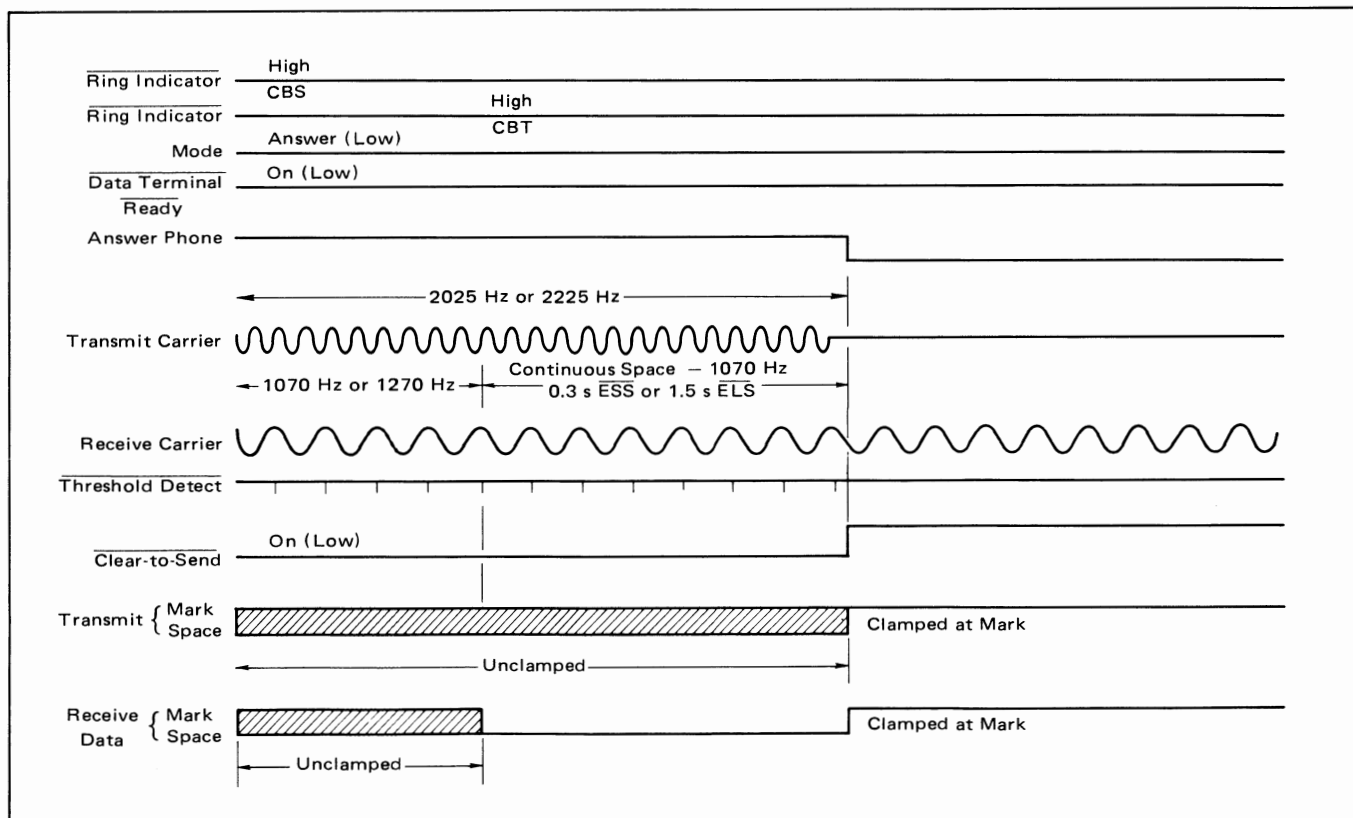 High
Ring Indicator
CBS
High
Ring Indicator
CBT
Answer (Low)
Mode
On (Low)
Data Terminal
Ready
Answer Phone
2025 Hz or 2225 Hz
Transmit Carrier
Continuous Space — 1070 Hz
1070 Hz or 1270 Hz
0.3 s ESS or 1.5 s ELS
Receive Carrier
Threshold Detect
On (Low)
Clear-to-Send
Transmit { Mark
Space
Clamped at Mark
Unclamped
Receive { Mark
Data Space
Clamped at Mark
Unclamped